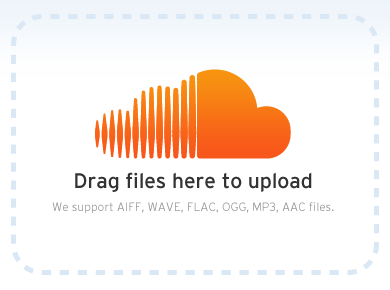 Drag files here to upload
We support AIFF, WAVE, FLAC, OGG, MP3, AAC files.